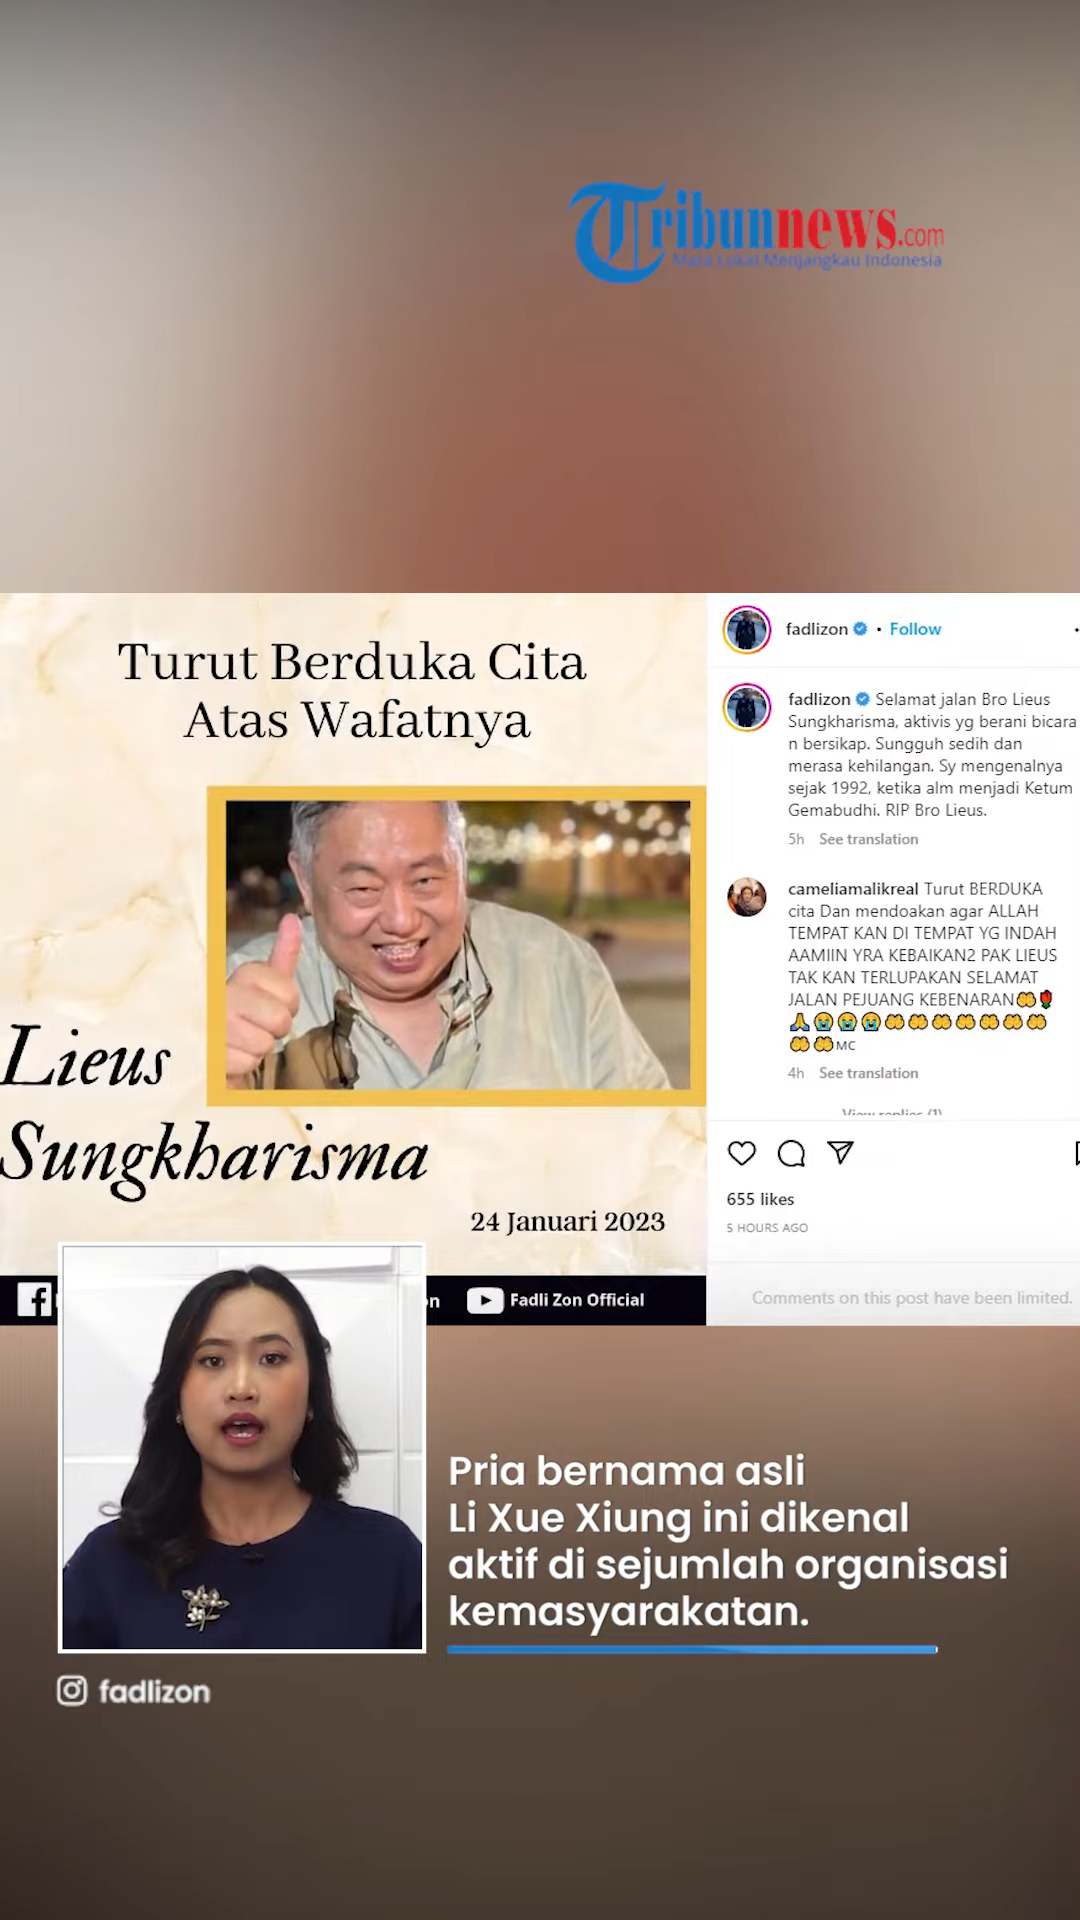 Tribunnews.com
Mata Lokal Menjangkau Indonesia
Turut Berduka Cita
Atas Wafatnya
Lieus
Sungkharisma
24 Januari 2023
on
Fadli Zon Official
fadlizon • Follow
fadlizon Selamat jalan Bro Lieus
Sungkharisma, aktivis yg berani bicara
n bersikap. Sungguh sedih dan
merasa kehilangan. Sy mengenalnya
sejak 1992, ketika alm menjadi Ketum
Gemabudhi. RIP Bro Lieus.
5h See translation
cameliamalikreal Turut BERDUKA
cita Dan mendoakan agar ALLAH
TEMPAT KAN DI TEMPAT YG INDAH
AAMIIN YRA KEBAIKAN2 PAK LIEUS
TAK KAN TERLUPAKAN SELAMAT
JALAN PEJUANG KEBENARAN🤲🌹
🙏😭😭😭🤲🤲🤲🤲🤲🤲🤲
🤲🤲MC
4h See translation
View replies (1)
655 likes
5 HOURS AGO
Comments on this post have been limited.
Pria bernama asli
Li Xue Xiung ini dikenal
aktif di sejumlah organisasi
kemasyarakatan.
fadlizon